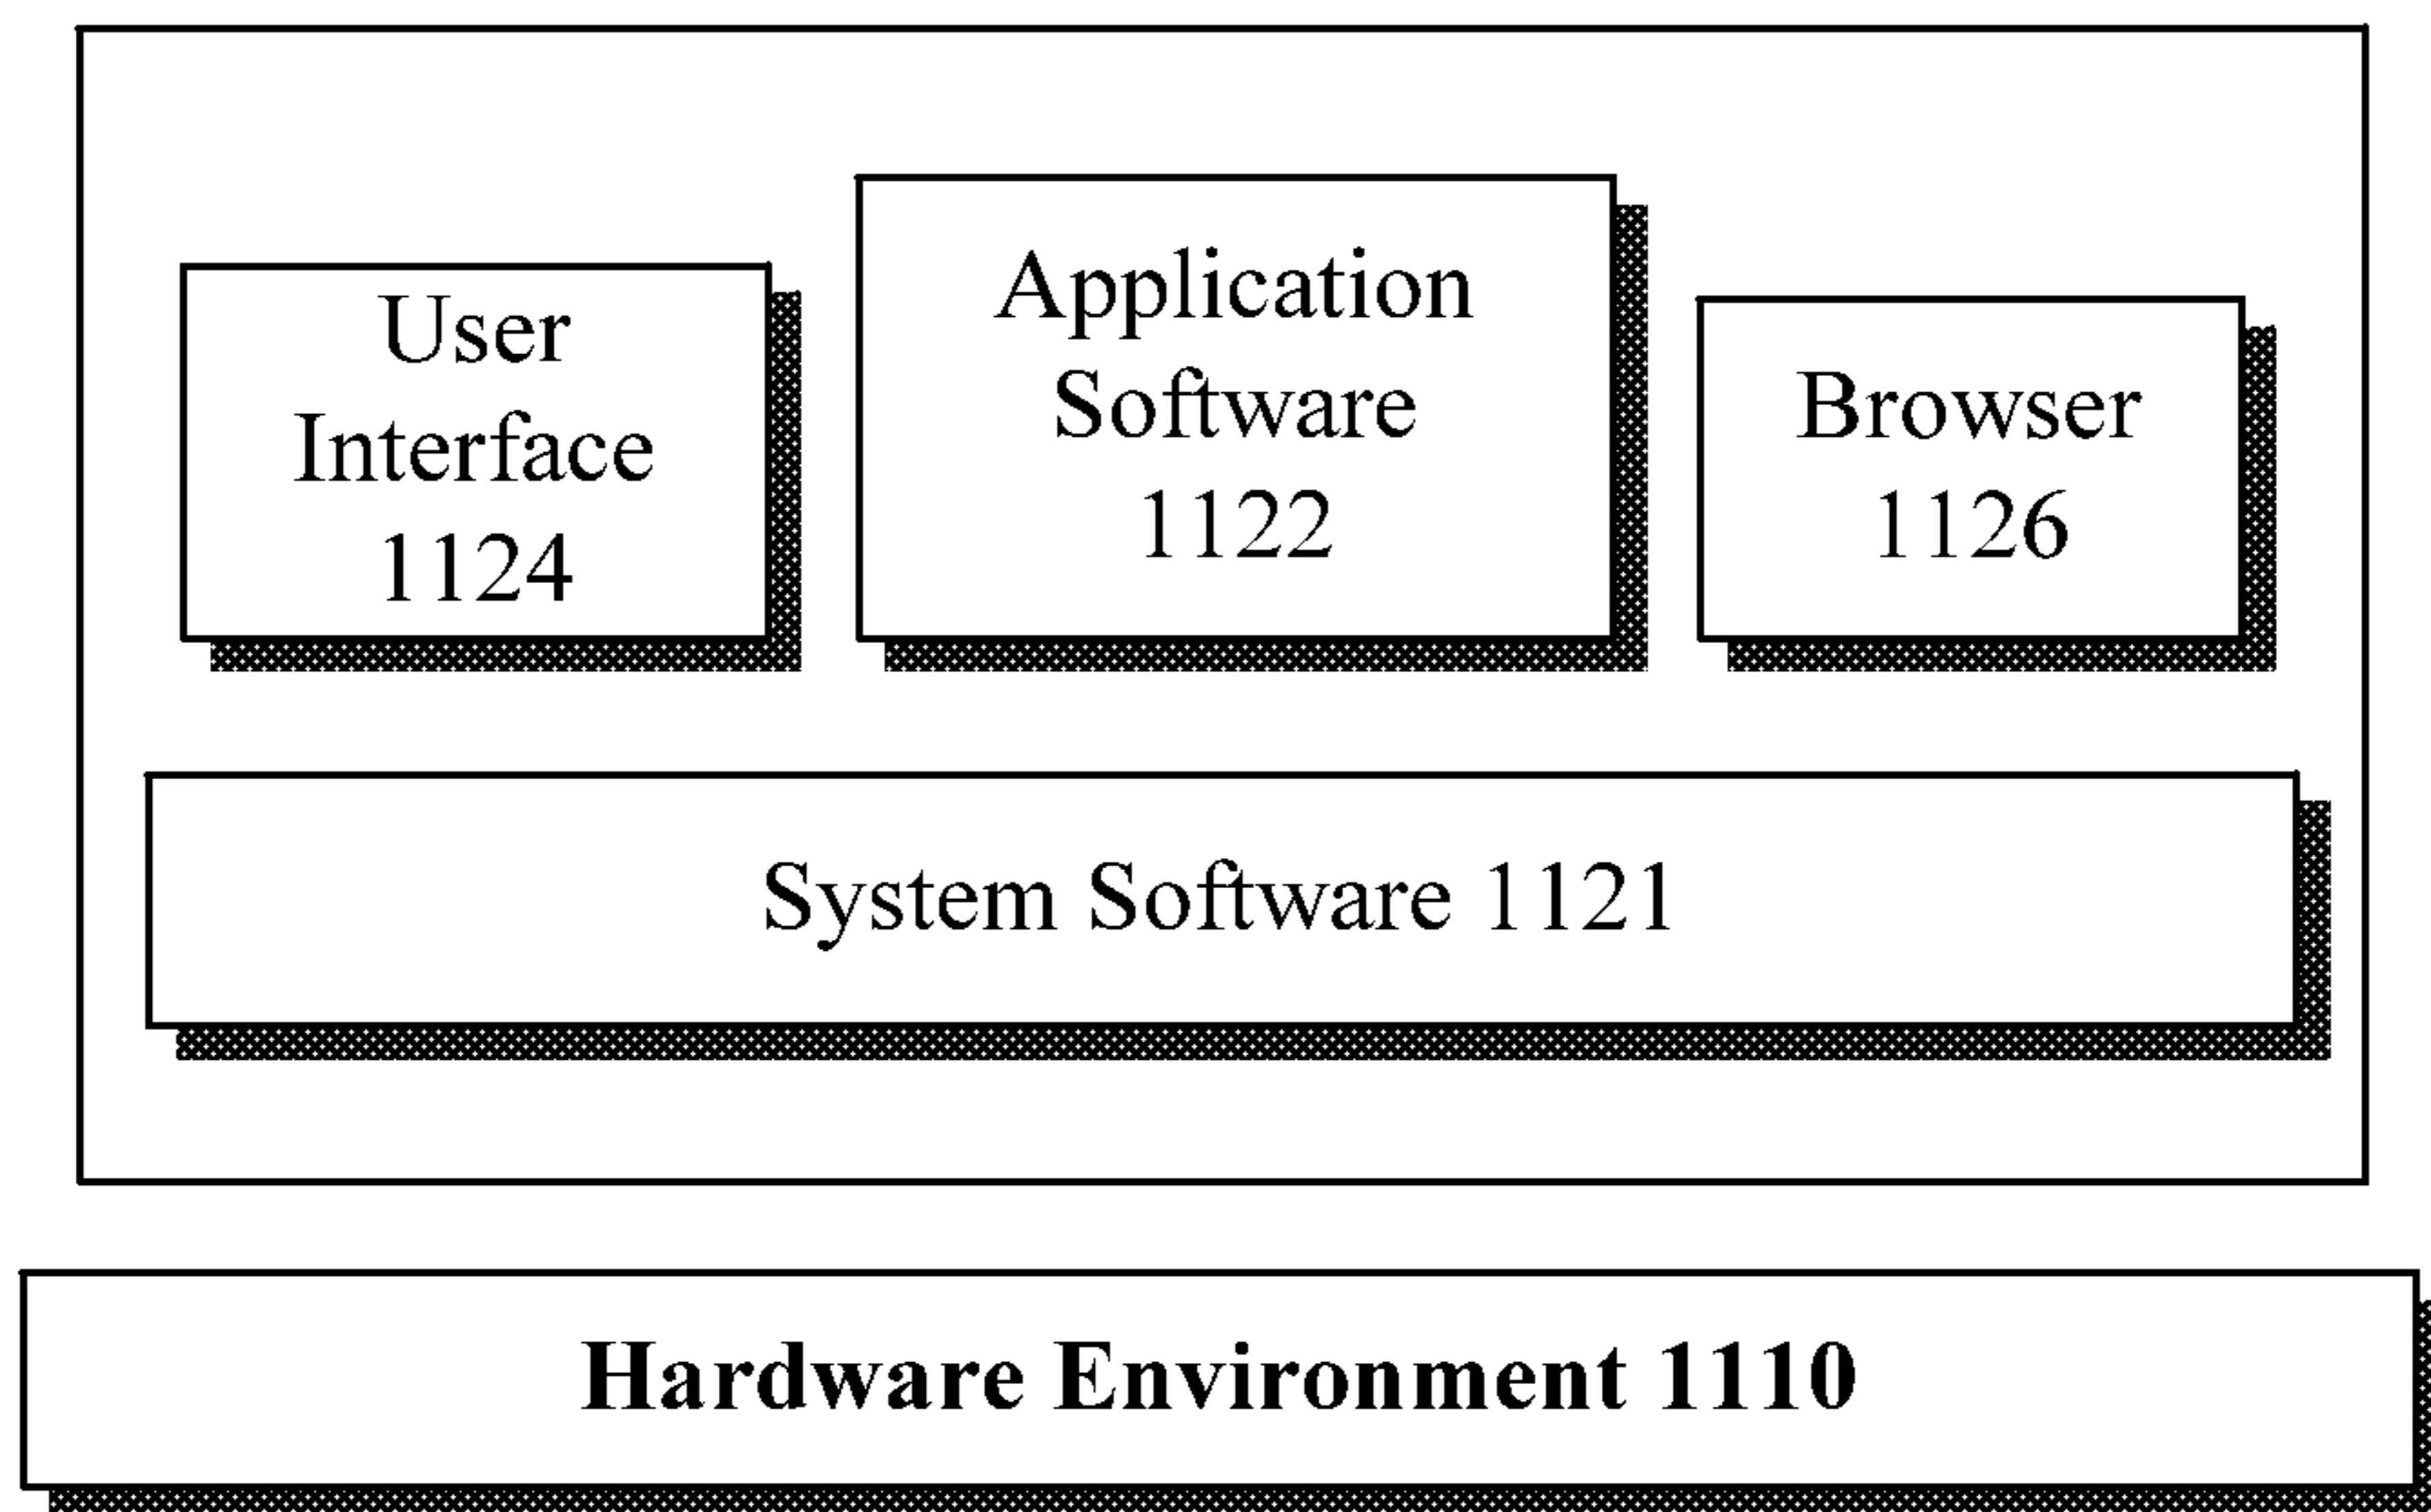 User
Interface
1124
Application
Software
1122
Browser
1126
System Software 1121
Hardware Environment 1110